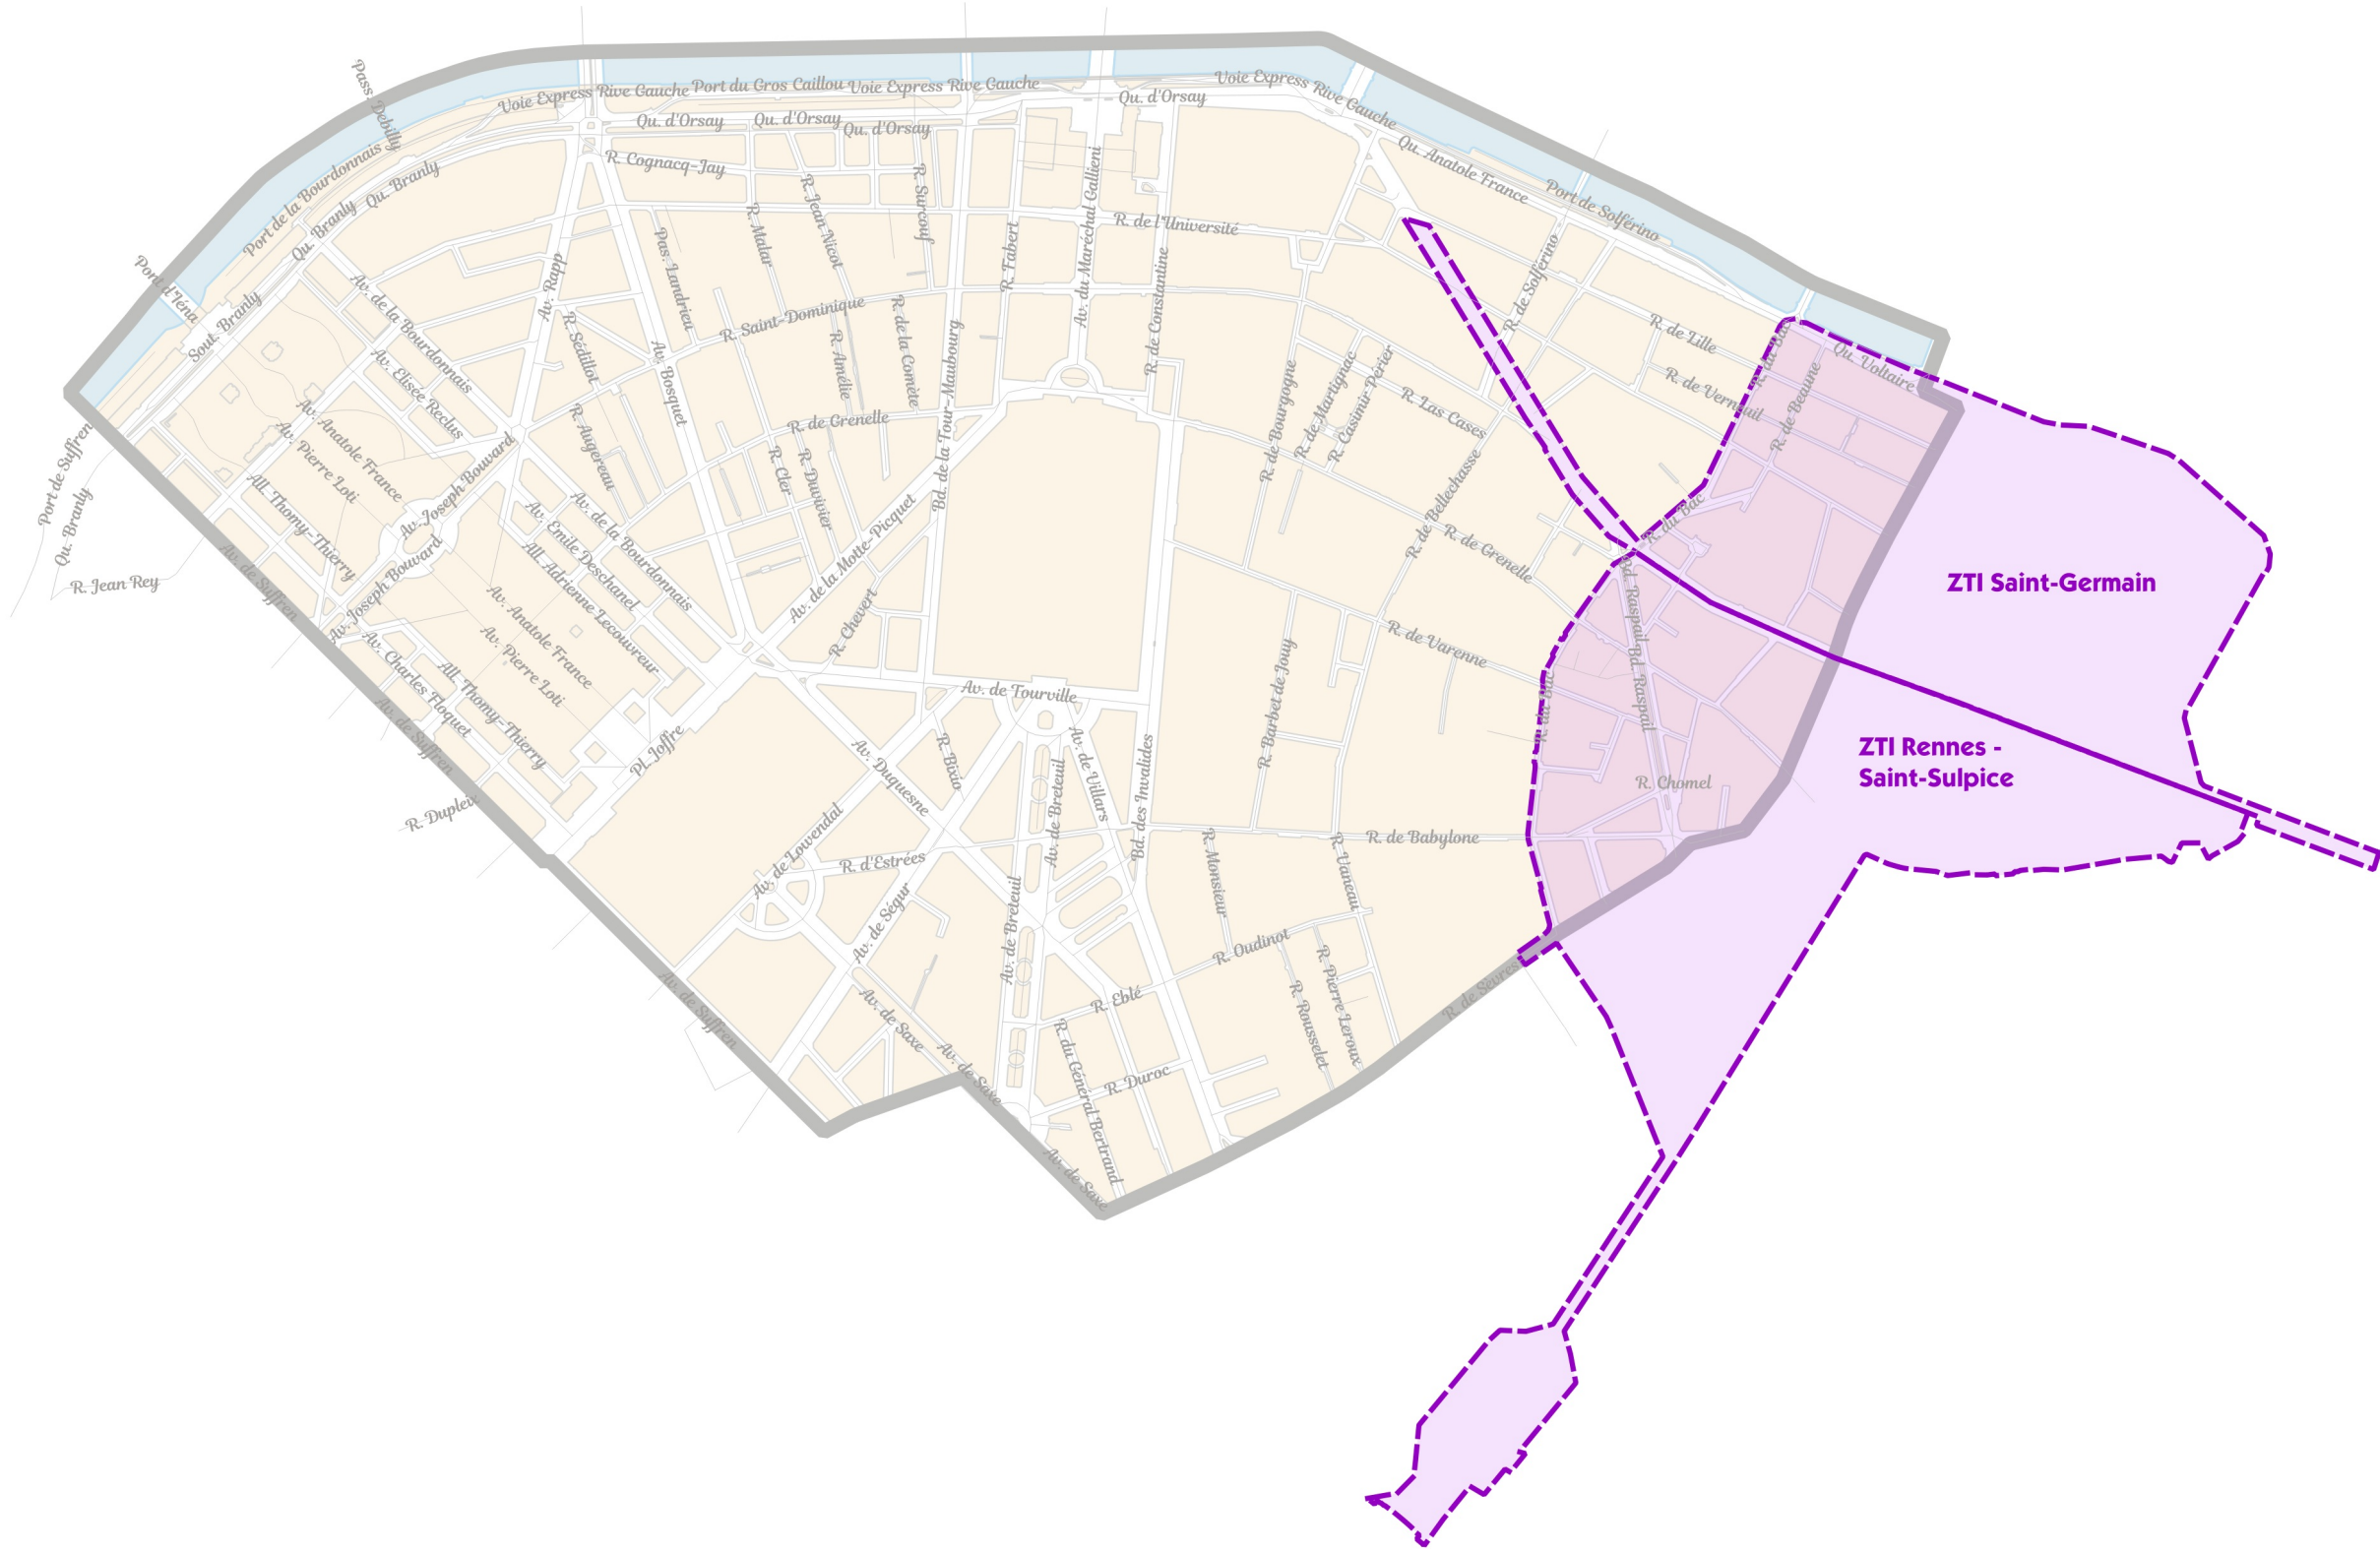 Pass. Debilly
Voie Express Rive Gauche
Port du Gros Caillou
Voie Express Rive Gauche
Voie Express Rive Gauche
Qu. d'Orsay
Qu. d'Orsay
Qu. d'Orsay
Qu. d'Orsay
Port de la Bourdonnais
Qu. Branly
Qu. Branly
R. Cognacq-Jay
R. Surcouf
R. Jean Nicot
R. Malar
Pas. Landrieu
Av. du Maréchal Gallieni
R. Fabert
R. de l'Université
R. de Constantine
Qu. Anatole France
Port de Solférino
R. de Solférino
Pont d'Iéna
Sout. Branly
Av. de la Bourdonnais
Av. Rapp
R. Sédillot
Av. Bosquet
R. Saint-Dominique
R. Amélie
R. de la Comète
Bd. de la Tour-Maubourg
R. de Lille
R. de Verneuil
R. du Bac
R. de Beaune
Qu. Voltaire
Av. Elisée Reclus
Av. Anatole France
Av. Pierre Loti
R. Augereau
R. de Grenelle
R. Cler
R. Duvivier
R. de Bourgogne
R. de Martignac
R. Casimir-Perier
R. Las Cases
R. de Bellechasse
R. de Grenelle
R. du Bac
Port de Suffren
Qu. Branly
R. Jean Rey
All. Thomy-Thierry
Av. Joseph Bouvard
Av. Joseph Bouvard
Av. de Suffren
Av. Emile Deschanel
All. Adrienne Lecouvreur
Av. de la Bourdonnais
Av. de la Motte-Picquet
R. Chevert
Av. Anatole France
Av. Pierre Loti
Av. Charles Floquet
All. Thomy-Thierry
Av. de Suffren
R. Dupleix
Pl. Joffre
Av. de Tourville
R. de Varenne
R. Barbet de Jouy
Bd. Raspail
Bd. Raspail
R. du Bac
R. Chomel
ZTI Saint-Germain
ZTI Rennes -
Saint-Sulpice
Av. Duquesne
R. Bixio
Av. de Breteuil
Av. de Villars
Bd. des Invalides
R. de Babylone
R. Monsieur
R. Vaneau
Av. de Lowendal
R. d'Estrées
Av. de Ségur
Av. de Breteuil
R. Oudinot
R. Pierre Leroux
R. Rousselet
R. de Sèvres
R. Eblé
R. Duroc
R. du Général Bertrand
Av. de Suffren
Av. de Saxe
Av. de Saxe
Av. de Saxe